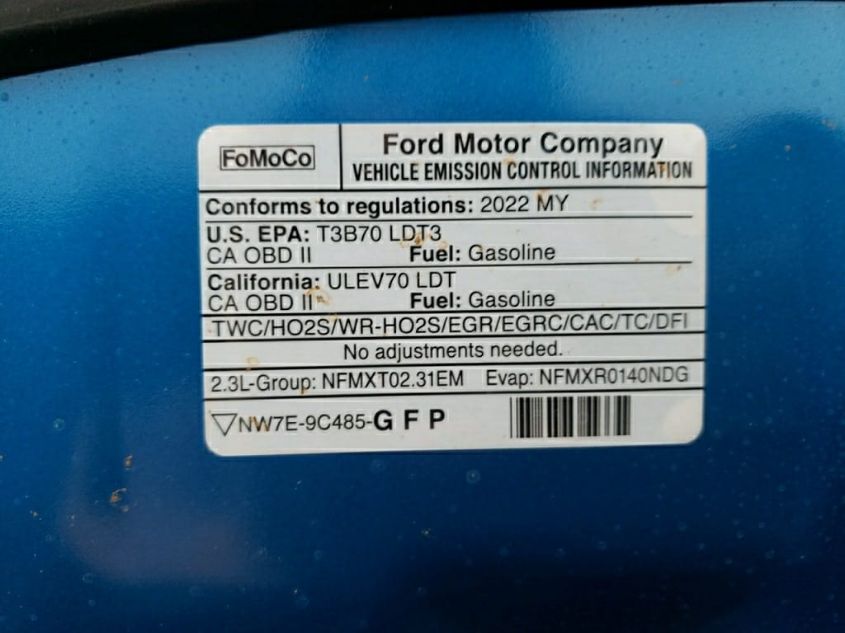 FoMoCo
Ford Motor Company
VEHICLE EMISSION CONTROL INFORMATION
Conforms to regulations: 2022 MY
U.S. EPA: T3B70 LDT3
CA OBD II Fuel: Gasoline
California: ULEV70 LDT
CA OBD II Fuel: Gasoline
TWC/HO2S/WR-HO2S/EGR/EGRC/CAC/TC/DFI
No adjustments needed.
2.3L-Group: NFMXT02.31EM Evap: NFMXR0140NDG
NW7E-9C485-G F P